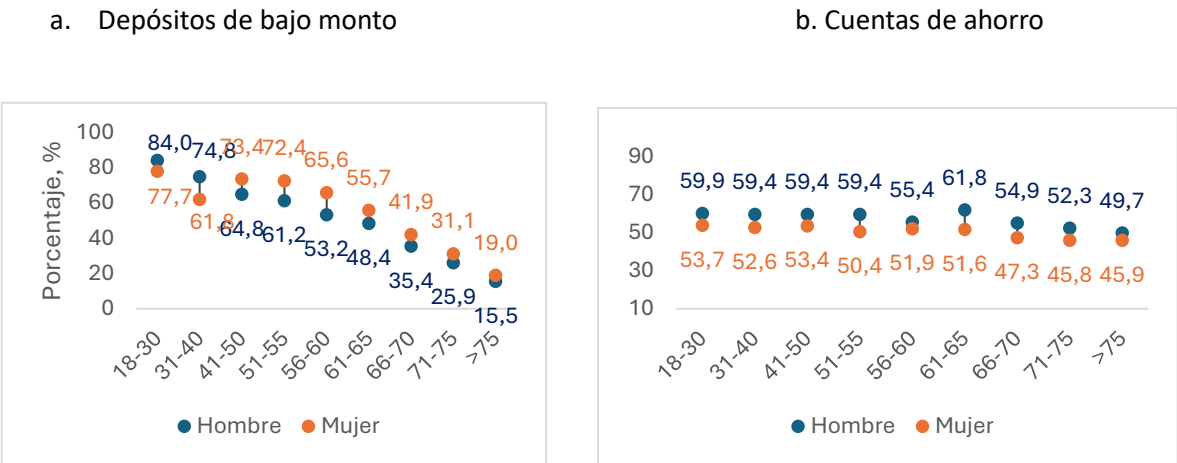 a. Depósitos de bajo monto
Porcentaje, %
100
80
60
40
20
0
84,0 74,8 73,4 72,4 65,6 55,7 41,9 31,1 19,0
77,7 61,8 64,8 61,2 53,2 48,4 35,4 25,9 15,5
18-30 31-40 41-50 51-55 56-60 61-65 66-70 71-75 >75
Hombre Mujer
b. Cuentas de ahorro
90
70
50
30
10
59,9 59,4 59,4 59,4 55,4 61,8 54,9 52,3 49,7
53,7 52,6 53,4 50,4 51,9 51,6 47,3 45,8 45,9
18-30 31-40 41-50 51-55 56-60 61-65 66-70 71-75 >75
Hombre Mujer